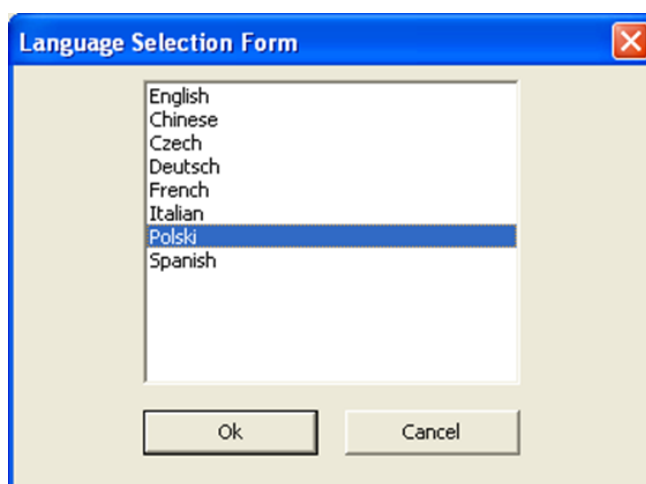 Language Selection Form
English
Chinese
Czech
Deutsch
French
Italian
Polski
Spanish
Ok Cancel